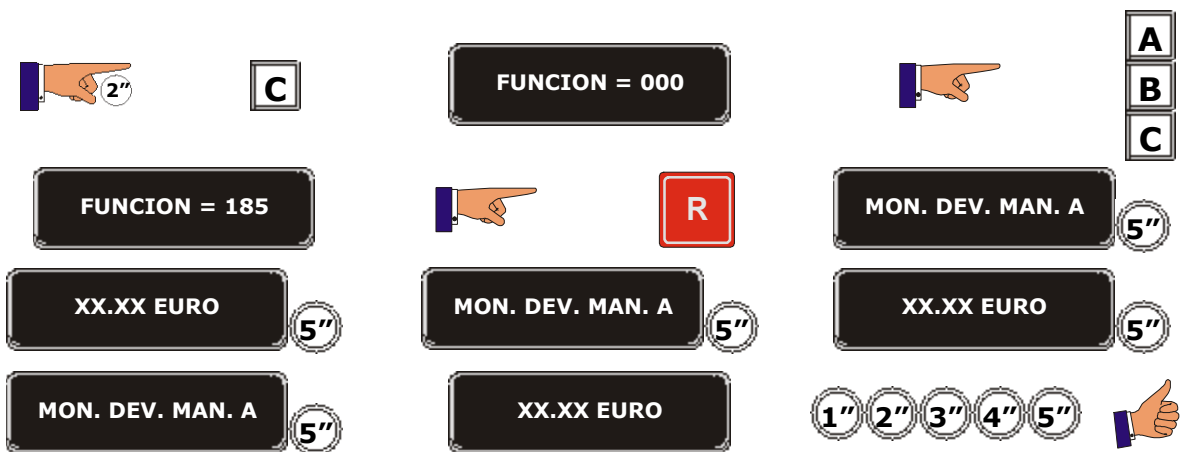 2”
C
FUNCION = 000
A
B
C
FUNCION = 185
R
MON. DEV. MAN. A
5”
XX.XX EURO
5”
MON. DEV. MAN. A
5”
XX.XX EURO
5”
MON. DEV. MAN. A
5”
XX.XX EURO
1” 2” 3” 4” 5”